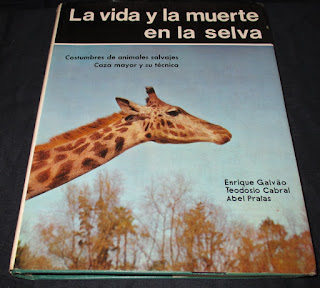 La vida y la muerte
en la selva
Costumbres de animales salvajes
Caza mayor y su técnica
Enrique Galvão
Teodosio Cabral
Abel Pralas